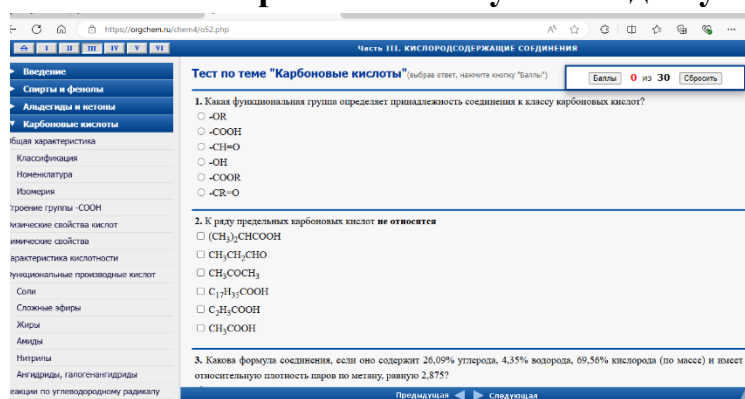 https://orgchem.ru/chem4/o52.php
I II III IV V VI
Часть III. КИСЛОРОДСОДЕРЖАЩИЕ СОЕДИНЕНИЯ
Введение
Спирты и фенолы
Альдегиды и кетоны
Карбоновые кислоты
Общая характеристика
Классификация
Номенклатура
Изомерия
Строение группы -COOH
Физические свойства кислот
Химические свойства
Характеристика кислотности
Функциональные производные кислот
Соли
Сложные эфиры
Жиры
Амиды
Нитрилы
Ангидриды, галогенангидриды
Реакции по углеводородному радикалу
Тест по теме "Карбоновые кислоты" (выбрав ответ, нажмите кнопку "Баллы")
Баллы 0 из 30 Сбросить
1. Какая функциональная группа определяет принадлежность соединения к классу карбоновых кислот?
-OR
-COOH
-CH=O
-OH
-COOR
-CR=O
2. К ряду предельных карбоновых кислот не относятся
(CH₃)₂CHCOOH
CH₃CH₂CHO
CH₃COCH₃
C₁₇H₃₅COOH
C₂H₃COOH
CH₃COOH
3. Какова формула соединения, если оно содержит 26,09% углерода, 4,35% водорода, 69,56% кислорода (по массе) и имеет
относительную плотность паров по метану, равную 2,875?
Предыдущая Следующая